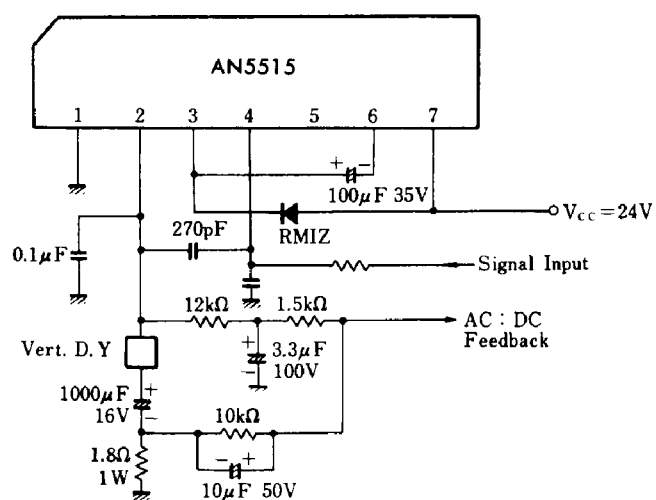 AN5515
1 2 3 4 5 6 7
+ −
100μF 35V
RMIZ
VCC=24V
270pF
0.1μF
Signal Input
12kΩ 1.5kΩ
AC : DC
Feedback
Vert. D.Y
+
−
3.3μF
100V
1000μF
16V
+
−
10kΩ
1.8Ω
1W
− +
10μF 50V